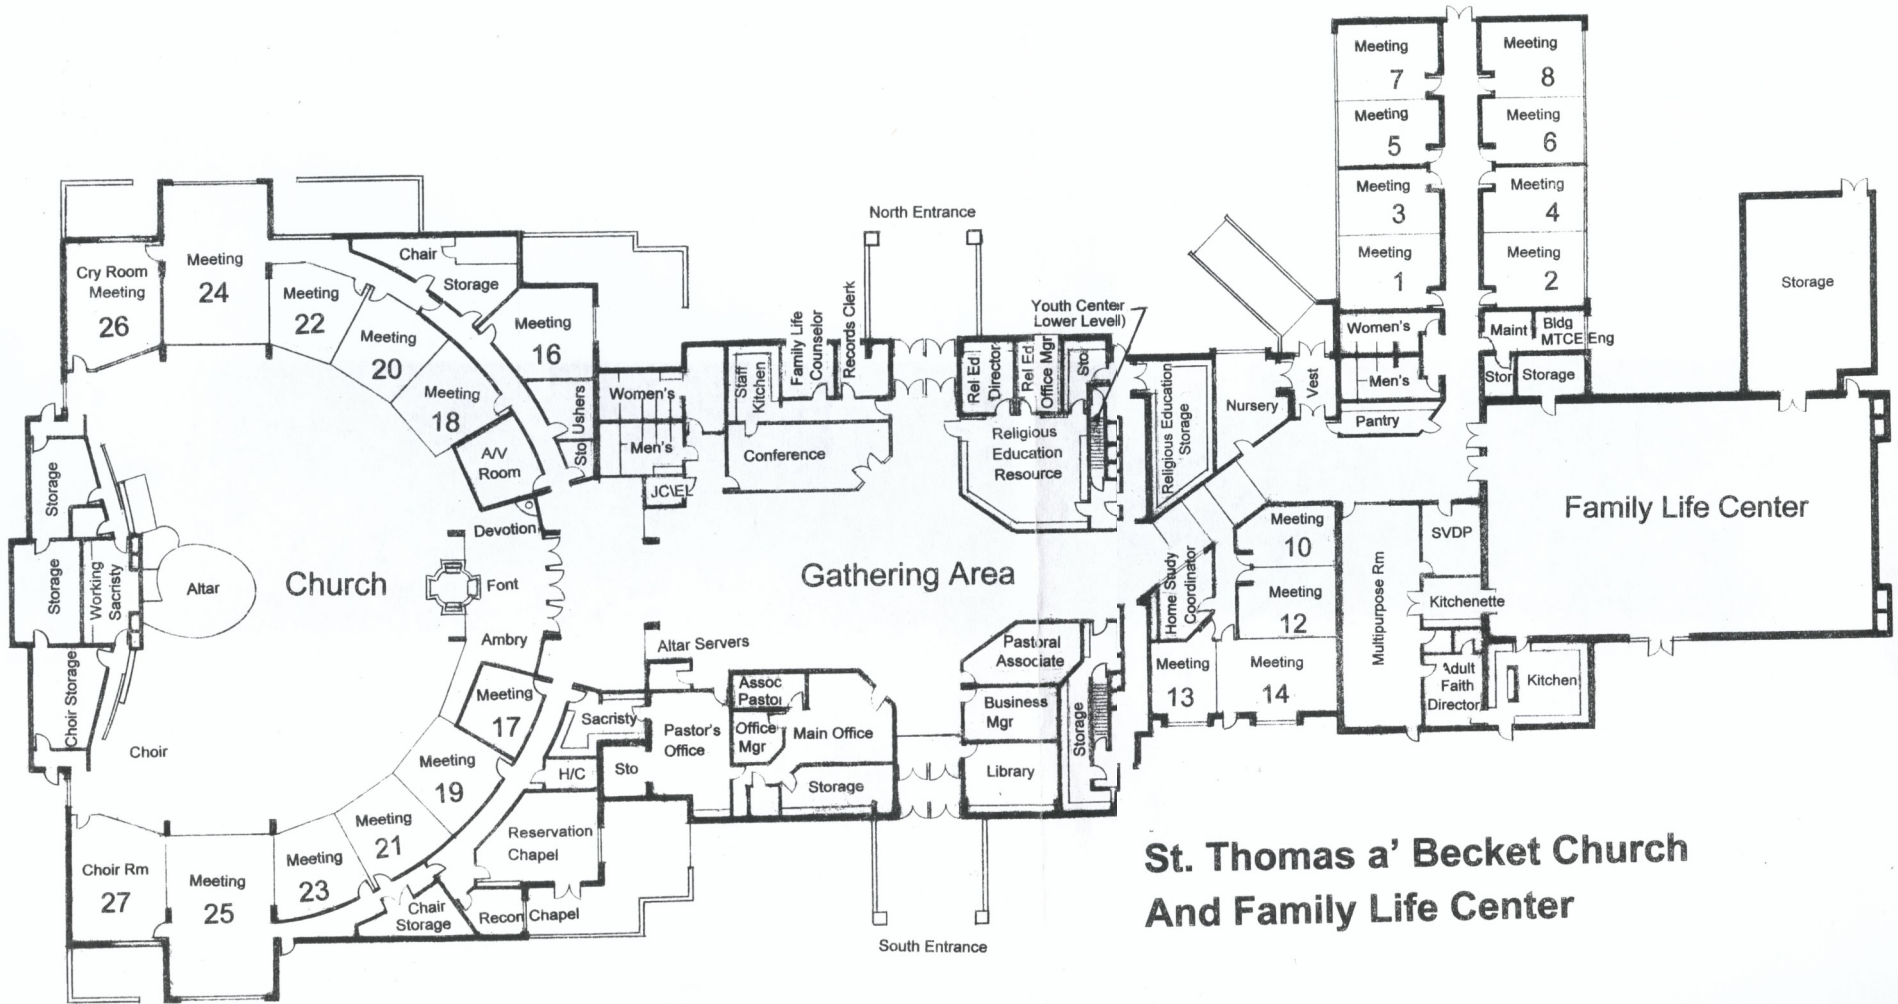 Meeting
7
Meeting
8
Meeting
5
Meeting
6
Meeting
3
Meeting
4
Meeting
1
Meeting
2
North Entrance
Cry Room
Meeting
26
Meeting
24
Meeting
22
Meeting
20
Meeting
18
Chair
Storage
Meeting
16
Ushers
Sto
A/V
Room
Women's
Men's
JC\EL
Staff
Kitchen
Family Life
Counselor
Records Clerk
Conference
Rel Ed
Director
Rel Ed
Office Mgr
Sto
Youth Center
Lower Levell)
Religious
Education
Resource
Religious Education
Storage
Nursery
Vest
Women's
Men's
Pantry
Maint
Bldg
MTCE Eng
Stor
Storage
Storage
Family Life Center
Storage
Storage
Working
Sacristy
Altar
Church
Devotion
Font
Ambry
Gathering Area
Home Study
Coordinator
Meeting
10
Meeting
12
Meeting
13
Meeting
14
Multipurpose Rm
SVDP
Kitchenette
Adult
Faith
Director
Kitchen
Choir Storage
Choir
Choir Rm
27
Meeting
25
Meeting
23
Meeting
21
Meeting
19
Meeting
17
Sacristy
H/C
Sto
Reservation
Chapel
Chair
Storage
Recon
Chapel
Altar Servers
Pastor's
Office
Assoc
Pastor
Office
Mgr
Main Office
Storage
Pastoral
Associate
Business
Mgr
Library
Storage
South Entrance
St. Thomas a' Becket Church
And Family Life Center